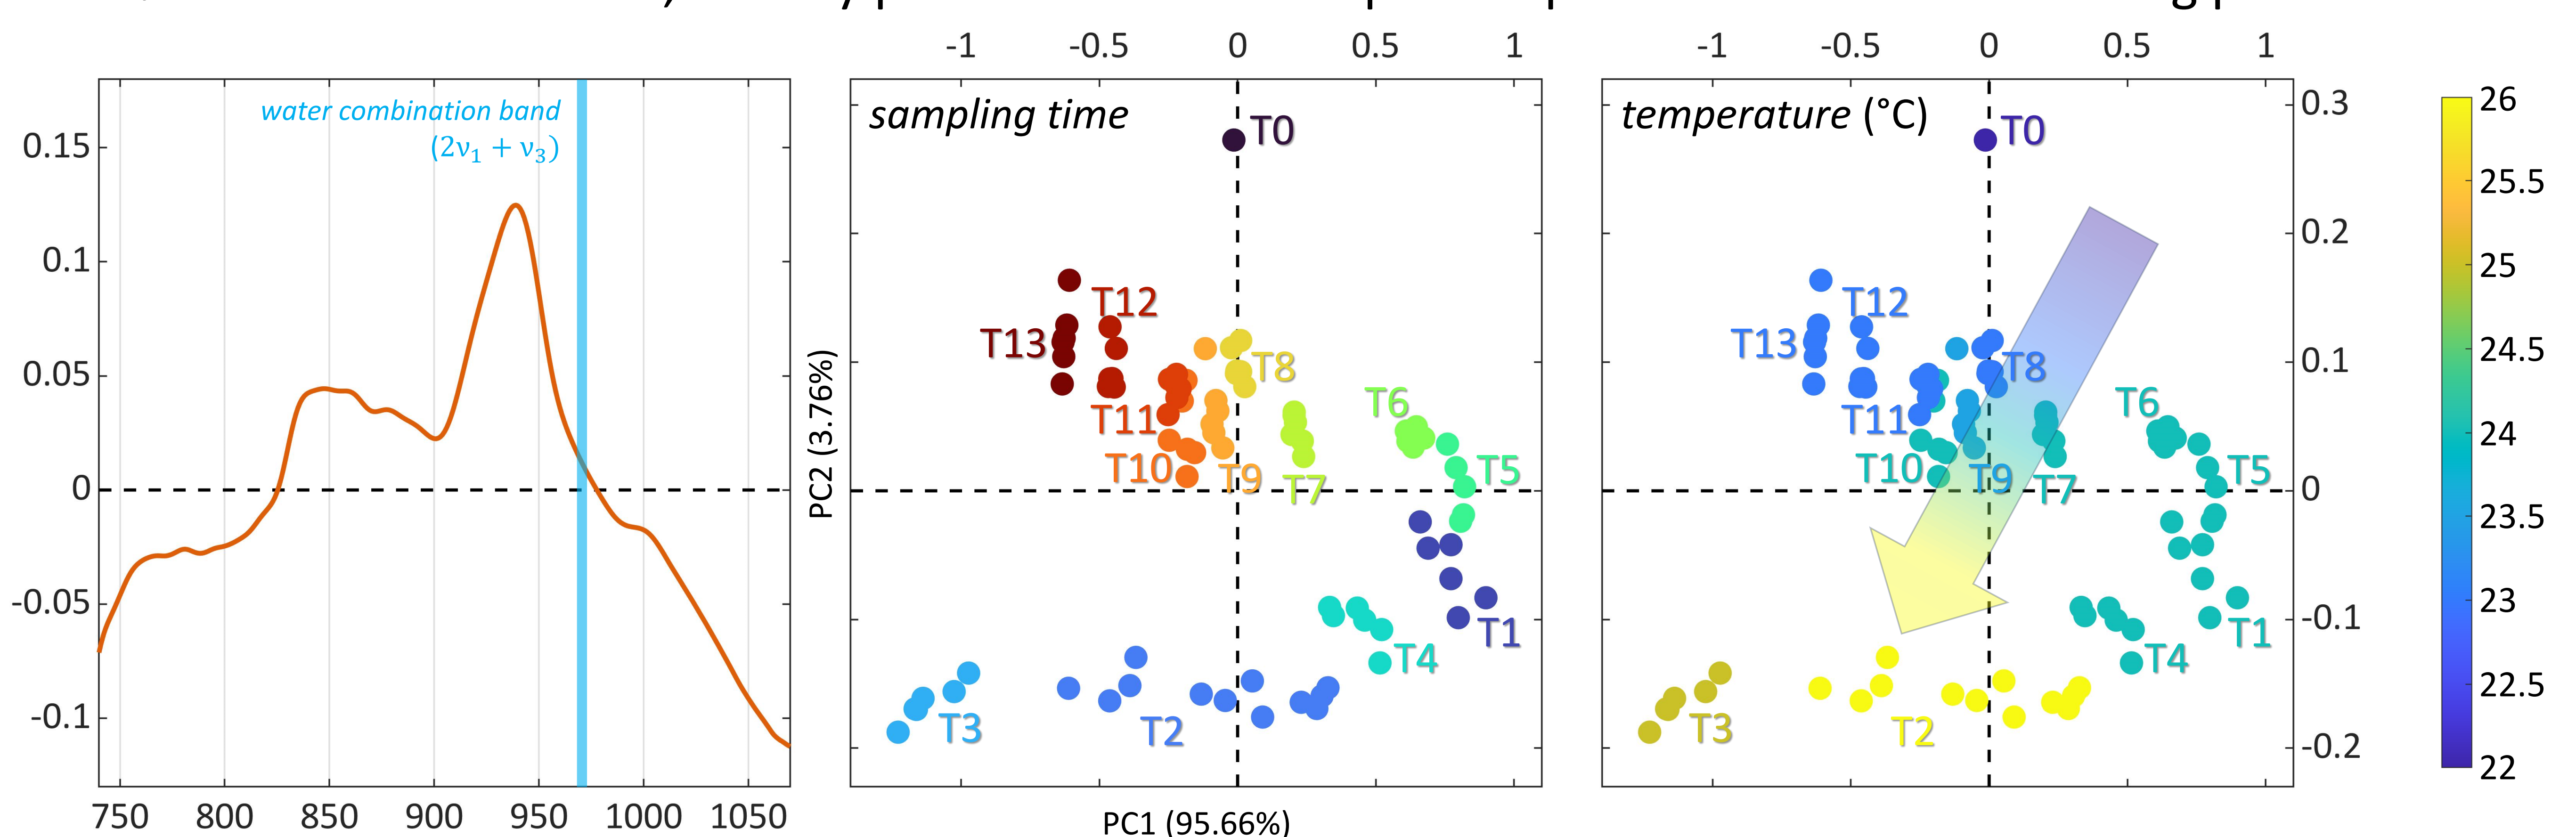 -1 -0.5 0 0.5 1
-1 -0.5 0 0.5 1
water combination band
(2ν₁ + ν₃)
0.15
0.1
0.05
0
-0.05
-0.1
750 800 850 900 950 1000 1050
sampling time
T0
T12
T13
T8
T11
T6
T10
T9
T7
T5
T1
T4
T3
T2
PC2 (3.76%)
PC1 (95.66%)
temperature (°C)
T0
T12
T13
T8
T11
T6
T10
T9
T7
T5
T1
T4
T3
T2
0.3
0.2
0.1
0
-0.1
-0.2
26
25.5
25
24.5
24
23.5
23
22.5
22